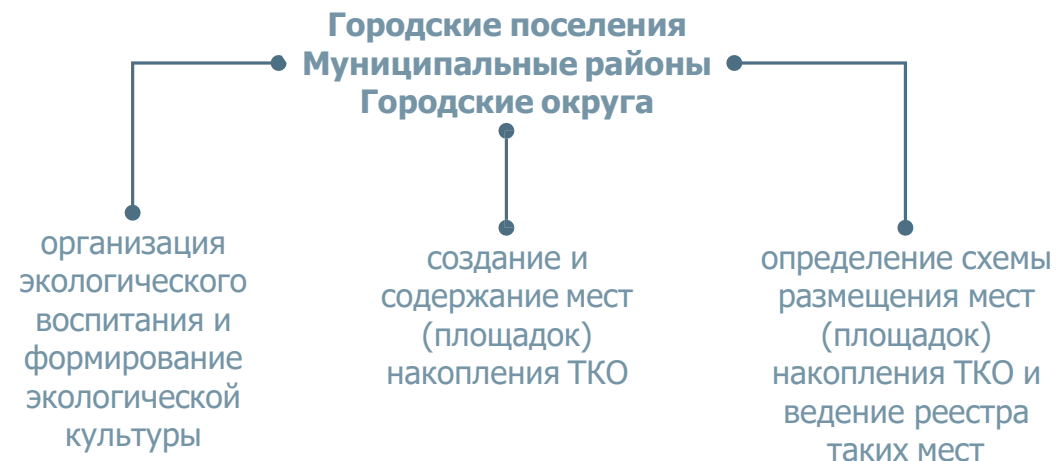 Городские поселения
Муниципальные районы
Городские округа
организация
экологического
воспитания и
формирование
экологической
культуры
создание и
содержание мест
(площадок)
накопления ТКО
определение схемы
размещения мест
(площадок)
накопления ТКО и
ведение реестра
таких мест